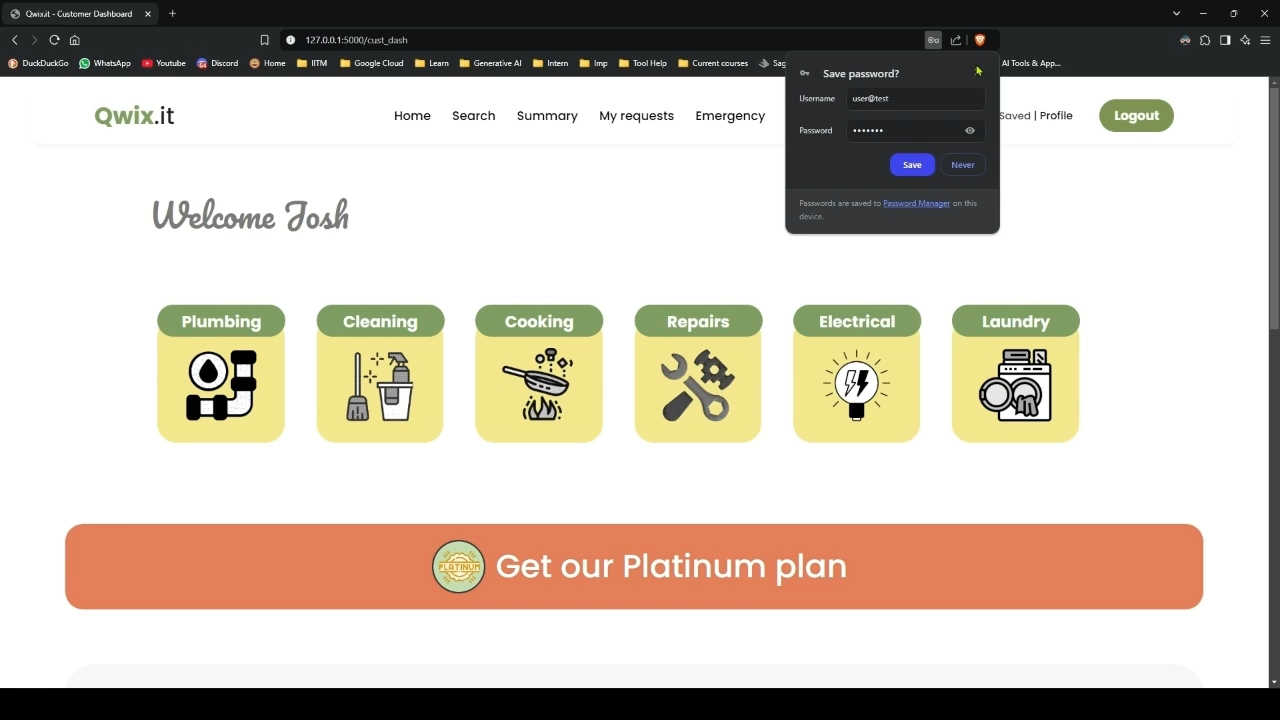 Qwix.it - Customer Dashboard
127.0.0.1:5000/cust_dash
DuckDuckGo WhatsApp Youtube Discord Home IITM Google Cloud Learn Generative AI Intern Imp Tool Help Current courses Sag AI Tools & App...
Save password?
Username user@test
Password •••••••
Save Never
Passwords are saved to Password Manager on this
device.
Qwix.it Home Search Summary My requests Emergency Saved | Profile Logout
Welcome Josh
Plumbing Cleaning Cooking Repairs Electrical Laundry
PLATINUM Get our Platinum plan